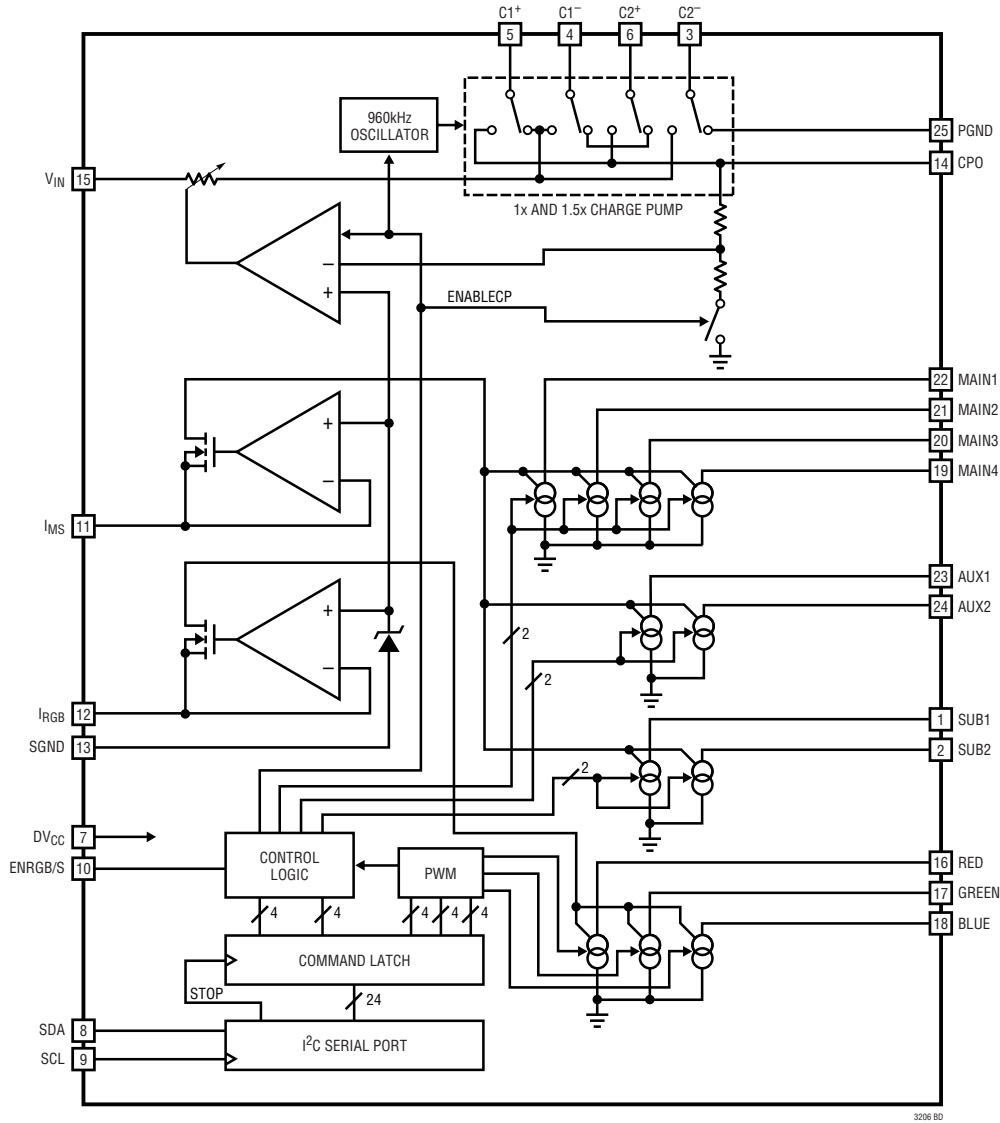 C1+ C1– C2+ C2–
5 4 6 3
960kHz
OSCILLATOR
25 PGND
14 CPO
VIN 15
1x AND 1.5x CHARGE PUMP
–
+
ENABLECP
22 MAIN1
21 MAIN2
20 MAIN3
19 MAIN4
+
–
IMS 11
23 AUX1
24 AUX2
+
–
2
2
IRGB 12
SGND 13
1 SUB1
2 SUB2
2
DVCC 7
ENRGB/S 10
CONTROL
LOGIC
PWM
16 RED
17 GREEN
18 BLUE
4 4 4 4 4
COMMAND LATCH
STOP
24
SDA 8
SCL 9
I2C SERIAL PORT
3206 BD